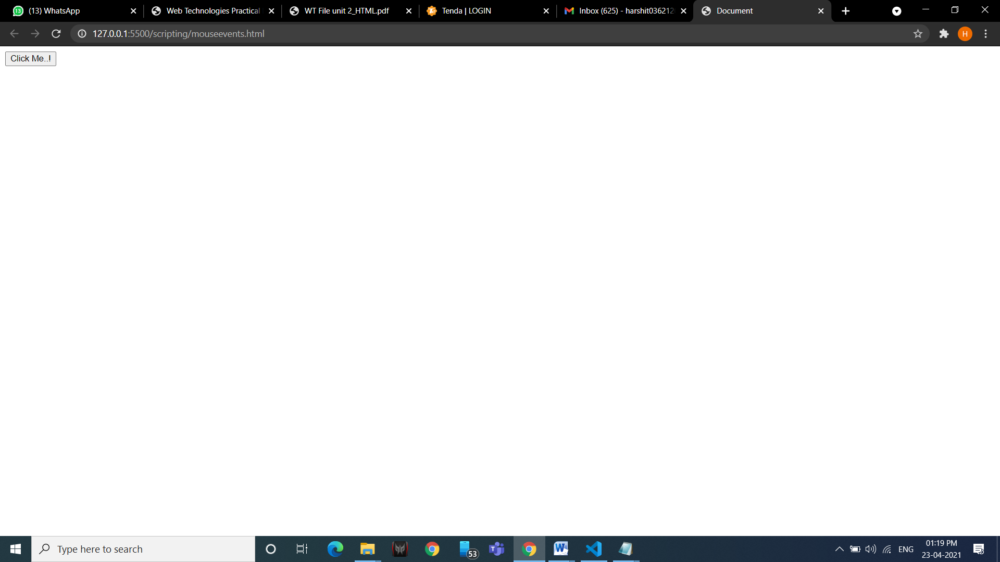 13 (13) WhatsApp
Web Technologies Practical
WT File unit 2_HTML.pdf
Tenda | LOGIN
Inbox (625) - harshit036212
Document
127.0.0.1:5500/scripting/mouseevents.html
H
Click Me..!
Type here to search
53
ENG
01:19 PM
23-04-2021